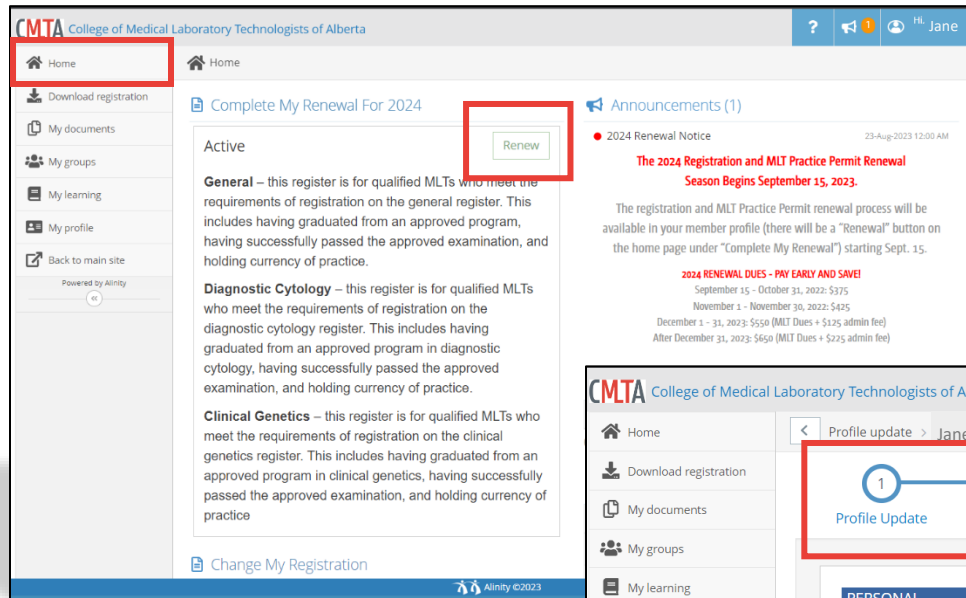 CMTA College of Medical Laboratory Technologists of Alberta
? 1 Hi, Jane
Home
Download registration
My documents
My groups
My learning
My profile
Back to main site
Powered by Alinity
Home
Complete My Renewal For 2024
Active
Renew
General – this register is for qualified MLTs who meet the
requirements of registration on the general register. This
includes having graduated from an approved program,
having successfully passed the approved examination, and
holding currency of practice.
Diagnostic Cytology – this register is for qualified MLTs
who meet the requirements of registration on the
diagnostic cytology register. This includes having
graduated from an approved program in diagnostic
cytology, having successfully passed the approved
examination, and holding currency of practice.
Clinical Genetics – this register is for qualified MLTs who
meet the requirements of registration on the clinical
genetics register. This includes having graduated from an
approved program in clinical genetics, having successfully
passed the approved examination, and holding currency of
practice
Change My Registration
Announcements (1)
2024 Renewal Notice 23-Aug-2023 12:00 AM
The 2024 Registration and MLT Practice Permit Renewal
Season Begins September 15, 2023.
The registration and MLT Practice Permit renewal process will be
available in your member profile (there will be a "Renewal" button on
the home page under "Complete My Renewal") starting Sept. 15.
2024 RENEWAL DUES - PAY EARLY AND SAVE!
September 15 - October 31, 2022: $375
November 1 - November 30, 2022: $425
December 1 - 31, 2023: $550 (MLT Dues + $125 admin fee)
After December 31, 2023: $650 (MLT Dues + $225 admin fee)
Alinity ©2023
CMTA College of Medical Laboratory Technologists of A
Home
Download registration
My documents
My groups
My learning
Profile update > Jane
1
Profile Update
PERSONAL